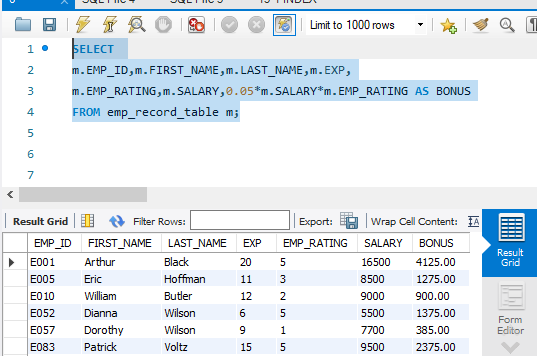 Limit to 1000 rows
1 SELECT
2 m.EMP_ID,m.FIRST_NAME,m.LAST_NAME,m.EXP,
3 m.EMP_RATING,m.SALARY,0.05*m.SALARY*m.EMP_RATING AS BONUS
4 FROM emp_record_table m;
5
6
7
Result Grid Filter Rows: Export: Wrap Cell Content:
EMP_ID FIRST_NAME LAST_NAME EXP EMP_RATING SALARY BONUS
E001 Arthur Black 20 5 16500 4125.00
E005 Eric Hoffman 11 3 8500 1275.00
E010 William Butler 12 2 9000 900.00
E052 Dianna Wilson 6 5 5500 1375.00
E057 Dorothy Wilson 9 1 7700 385.00
E083 Patrick Voltz 15 5 9500 2375.00
Result
Grid
Form
Editor